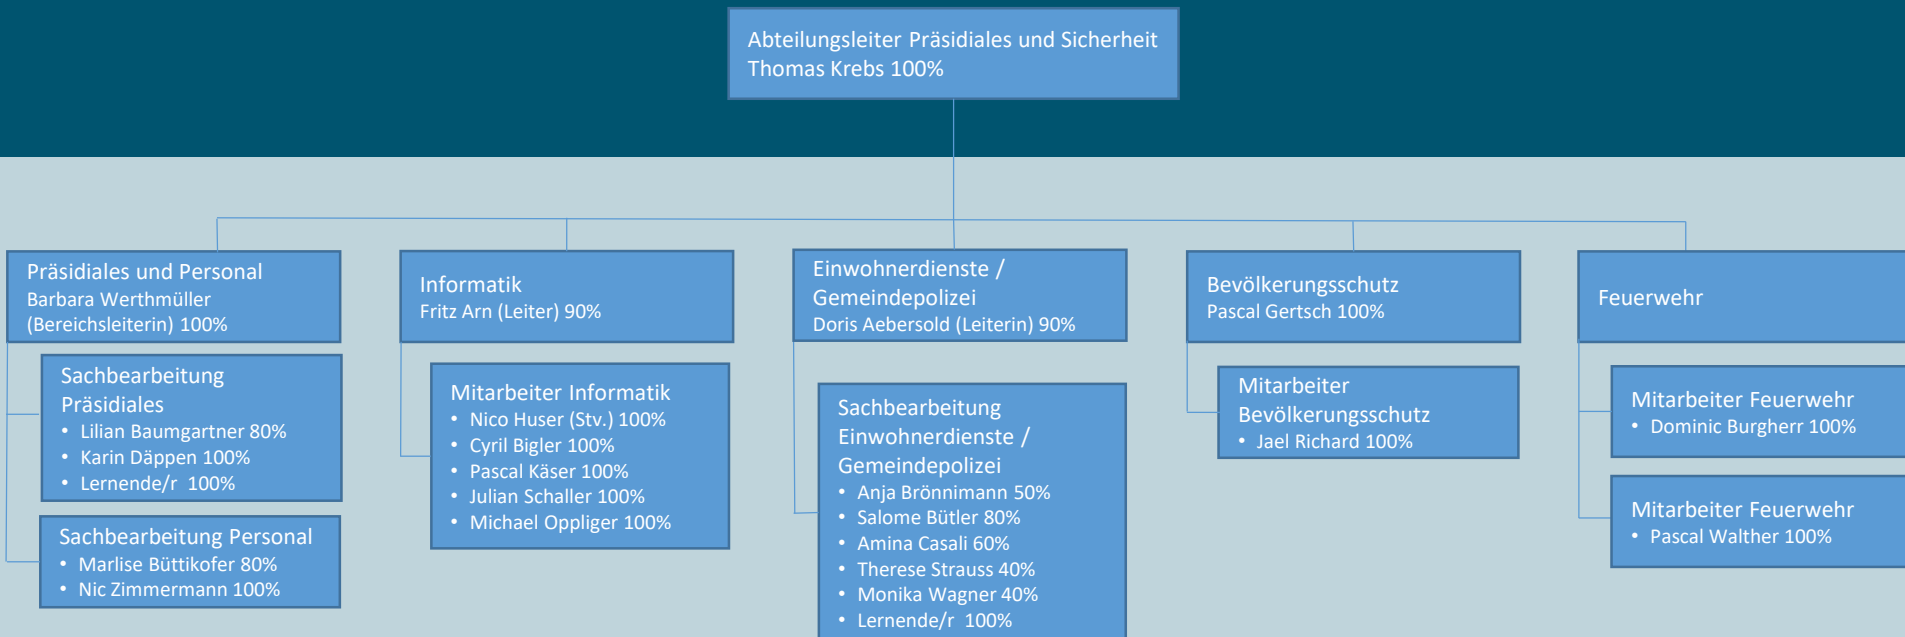 Abteilungsleiter Präsidiales und Sicherheit
Thomas Krebs 100%
Präsidiales und Personal
Barbara Werthmüller
(Bereichsleiterin) 100%
Sachbearbeitung
Präsidiales
• Lilian Baumgartner 80%
• Karin Däppen 100%
• Lernende/r 100%
Sachbearbeitung Personal
• Marlise Büttikofer 80%
• Nic Zimmermann 100%
Informatik
Fritz Arn (Leiter) 90%
Mitarbeiter Informatik
• Nico Huser (Stv.) 100%
• Cyril Bigler 100%
• Pascal Käser 100%
• Julian Schaller 100%
• Michael Oppliger 100%
Einwohnerdienste /
Gemeindepolizei
Doris Aebersold (Leiterin) 90%
Sachbearbeitung
Einwohnerdienste /
Gemeindepolizei
• Anja Brönnimann 50%
• Salome Bütler 80%
• Amina Casali 60%
• Therese Strauss 40%
• Monika Wagner 40%
• Lernende/r 100%
Bevölkerungsschutz
Pascal Gertsch 100%
Mitarbeiter
Bevölkerungsschutz
• Jael Richard 100%
Feuerwehr
Mitarbeiter Feuerwehr
• Dominic Burgherr 100%
Mitarbeiter Feuerwehr
• Pascal Walther 100%